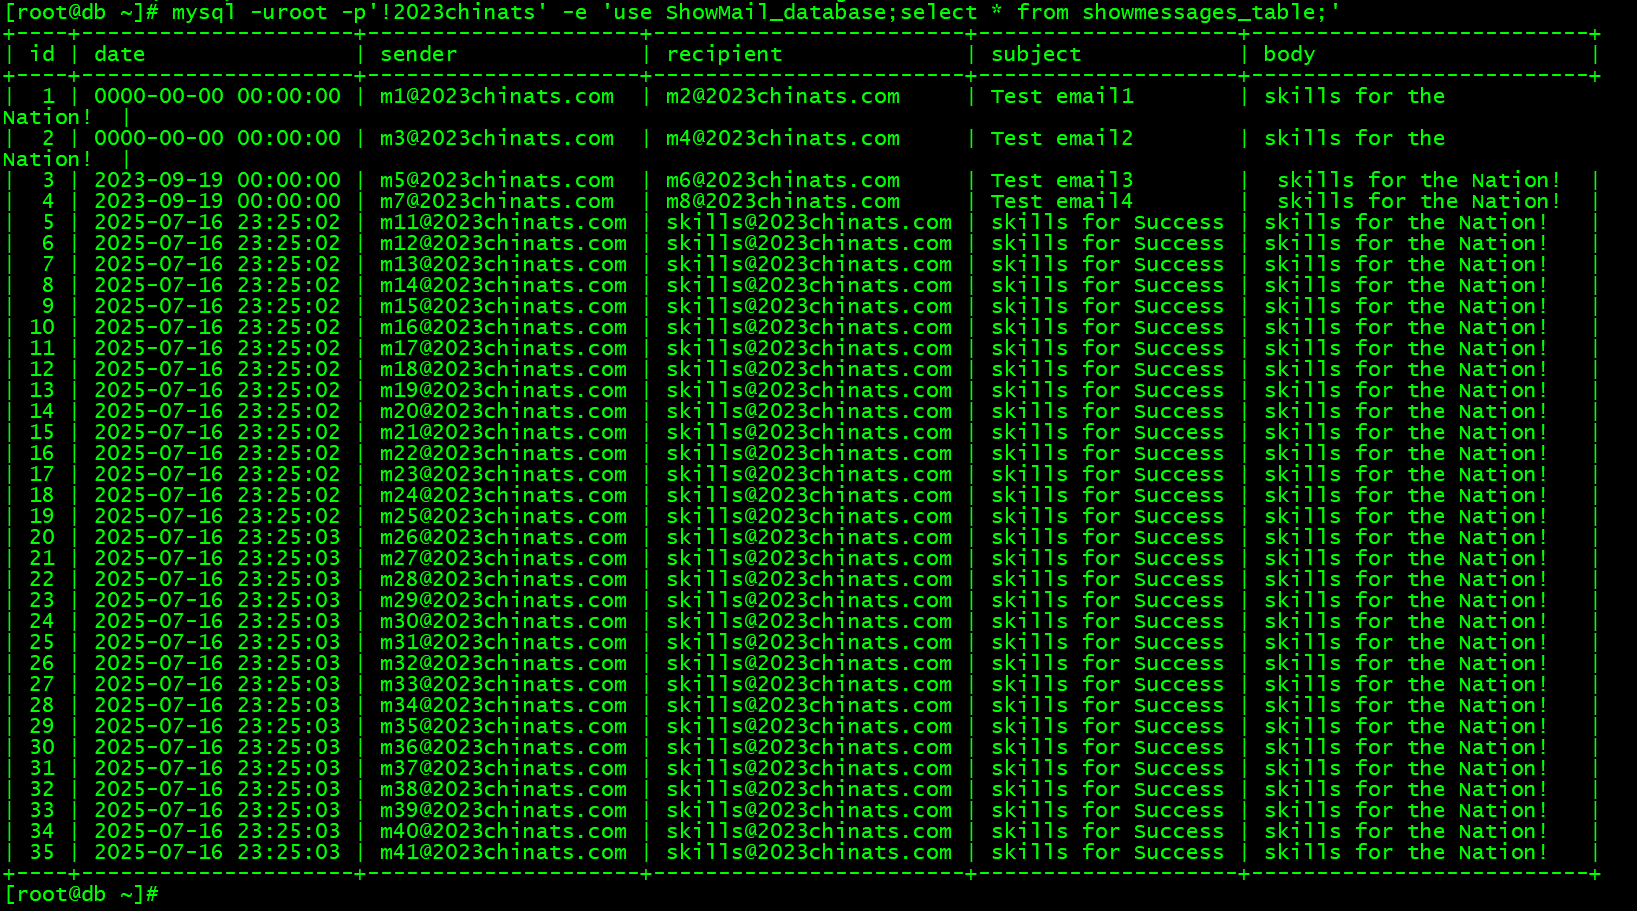 [root@db ~]# mysql -uroot -p'!2023chinats' -e 'use ShowMail_database;select * from showmessages_table;'
+----+---------------------+---------------------+------------------------+--------------------+--------------------------+
| id | date                | sender              | recipient              | subject            | body                     |
+----+---------------------+---------------------+------------------------+--------------------+--------------------------+
|  1 | 0000-00-00 00:00:00 | m1@2023chinats.com  | m2@2023chinats.com     | Test email1        | skills for the
Nation!  |
|  2 | 0000-00-00 00:00:00 | m3@2023chinats.com  | m4@2023chinats.com     | Test email2        | skills for the
Nation!  |
|  3 | 2023-09-19 00:00:00 | m5@2023chinats.com  | m6@2023chinats.com     | Test email3        |  skills for the Nation!  |
|  4 | 2023-09-19 00:00:00 | m7@2023chinats.com  | m8@2023chinats.com     | Test email4        |  skills for the Nation!  |
|  5 | 2025-07-16 23:25:02 | m11@2023chinats.com | skills@2023chinats.com | skills for Success | skills for the Nation!   |
|  6 | 2025-07-16 23:25:02 | m12@2023chinats.com | skills@2023chinats.com | skills for Success | skills for the Nation!   |
|  7 | 2025-07-16 23:25:02 | m13@2023chinats.com | skills@2023chinats.com | skills for Success | skills for the Nation!   |
|  8 | 2025-07-16 23:25:02 | m14@2023chinats.com | skills@2023chinats.com | skills for Success | skills for the Nation!   |
|  9 | 2025-07-16 23:25:02 | m15@2023chinats.com | skills@2023chinats.com | skills for Success | skills for the Nation!   |
| 10 | 2025-07-16 23:25:02 | m16@2023chinats.com | skills@2023chinats.com | skills for Success | skills for the Nation!   |
| 11 | 2025-07-16 23:25:02 | m17@2023chinats.com | skills@2023chinats.com | skills for Success | skills for the Nation!   |
| 12 | 2025-07-16 23:25:02 | m18@2023chinats.com | skills@2023chinats.com | skills for Success | skills for the Nation!   |
| 13 | 2025-07-16 23:25:02 | m19@2023chinats.com | skills@2023chinats.com | skills for Success | skills for the Nation!   |
| 14 | 2025-07-16 23:25:02 | m20@2023chinats.com | skills@2023chinats.com | skills for Success | skills for the Nation!   |
| 15 | 2025-07-16 23:25:02 | m21@2023chinats.com | skills@2023chinats.com | skills for Success | skills for the Nation!   |
| 16 | 2025-07-16 23:25:02 | m22@2023chinats.com | skills@2023chinats.com | skills for Success | skills for the Nation!   |
| 17 | 2025-07-16 23:25:02 | m23@2023chinats.com | skills@2023chinats.com | skills for Success | skills for the Nation!   |
| 18 | 2025-07-16 23:25:02 | m24@2023chinats.com | skills@2023chinats.com | skills for Success | skills for the Nation!   |
| 19 | 2025-07-16 23:25:02 | m25@2023chinats.com | skills@2023chinats.com | skills for Success | skills for the Nation!   |
| 20 | 2025-07-16 23:25:03 | m26@2023chinats.com | skills@2023chinats.com | skills for Success | skills for the Nation!   |
| 21 | 2025-07-16 23:25:03 | m27@2023chinats.com | skills@2023chinats.com | skills for Success | skills for the Nation!   |
| 22 | 2025-07-16 23:25:03 | m28@2023chinats.com | skills@2023chinats.com | skills for Success | skills for the Nation!   |
| 23 | 2025-07-16 23:25:03 | m29@2023chinats.com | skills@2023chinats.com | skills for Success | skills for the Nation!   |
| 24 | 2025-07-16 23:25:03 | m30@2023chinats.com | skills@2023chinats.com | skills for Success | skills for the Nation!   |
| 25 | 2025-07-16 23:25:03 | m31@2023chinats.com | skills@2023chinats.com | skills for Success | skills for the Nation!   |
| 26 | 2025-07-16 23:25:03 | m32@2023chinats.com | skills@2023chinats.com | skills for Success | skills for the Nation!   |
| 27 | 2025-07-16 23:25:03 | m33@2023chinats.com | skills@2023chinats.com | skills for Success | skills for the Nation!   |
| 28 | 2025-07-16 23:25:03 | m34@2023chinats.com | skills@2023chinats.com | skills for Success | skills for the Nation!   |
| 29 | 2025-07-16 23:25:03 | m35@2023chinats.com | skills@2023chinats.com | skills for Success | skills for the Nation!   |
| 30 | 2025-07-16 23:25:03 | m36@2023chinats.com | skills@2023chinats.com | skills for Success | skills for the Nation!   |
| 31 | 2025-07-16 23:25:03 | m37@2023chinats.com | skills@2023chinats.com | skills for Success | skills for the Nation!   |
| 32 | 2025-07-16 23:25:03 | m38@2023chinats.com | skills@2023chinats.com | skills for Success | skills for the Nation!   |
| 33 | 2025-07-16 23:25:03 | m39@2023chinats.com | skills@2023chinats.com | skills for Success | skills for the Nation!   |
| 34 | 2025-07-16 23:25:03 | m40@2023chinats.com | skills@2023chinats.com | skills for Success | skills for the Nation!   |
| 35 | 2025-07-16 23:25:03 | m41@2023chinats.com | skills@2023chinats.com | skills for Success | skills for the Nation!   |
+----+---------------------+---------------------+------------------------+--------------------+--------------------------+
[root@db ~]#